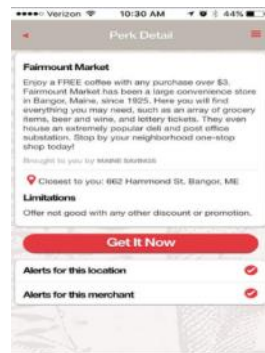 Verizon 10:30 AM 44%
Perk Detail
Fairmount Market
Enjoy a FREE coffee with any purchase over $3.
Fairmount Market has been a large convenience store
in Bangor, Maine, since 1925. Here you will find
everything you may need, such as an array of grocery
items, beer and wine, and lottery tickets. They even
house an extremely popular deli and post office
substation. Stop by your neighborhood one-stop
shop today!
Brought to you by MAINE SAVINGS
Closest to you: 662 Hammond St, Bangor, ME
Limitations
Offer not good with any other discount or promotion.
Get It Now
Alerts for this location
Alerts for this merchant